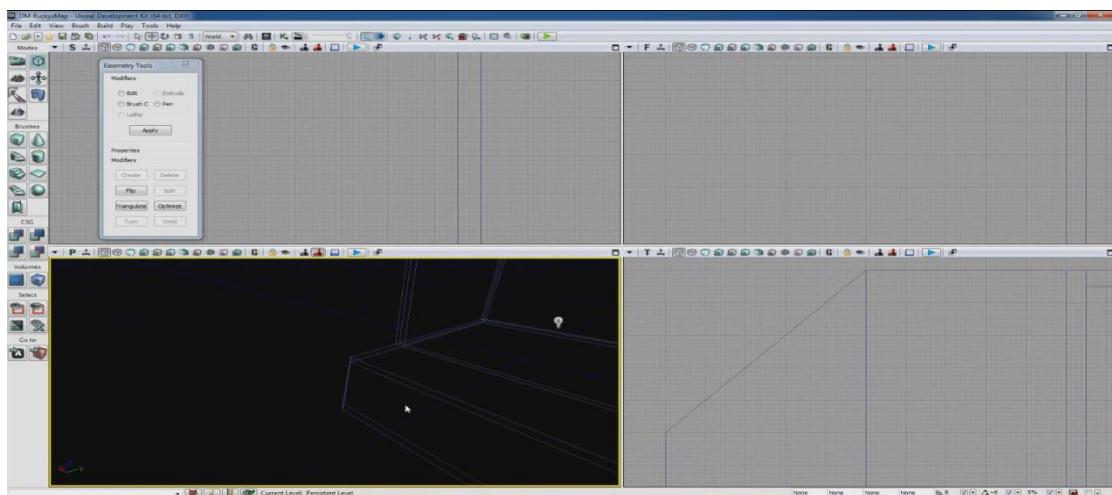 DM-BuckysMap - Unreal Development Kit (64-bit, DX9)
File Edit View Brush Build Play Tools Help
World
Modes
S
F
Geometry Tools
Modifiers
Edit Extrude
Brush C Pen
Lathe
Apply
Properties
Modifiers
Create Delete
Flip Split
Triangulate Optimize
Turn Weld
Brushes
CSG
P
T
Volumes
Select
Go to
Current Level: Persistent Level
None None None None